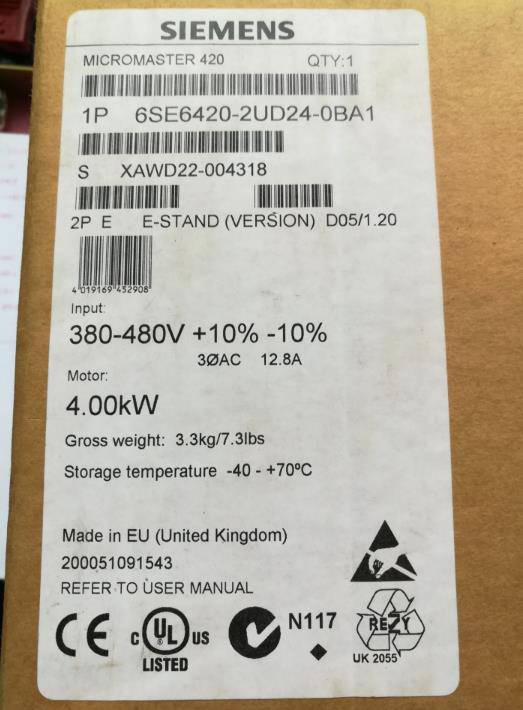 SIEMENS
MICROMASTER 420 QTY:1
1P 6SE6420-2UD24-0BA1
S XAWD22-004318
2P E E-STAND (VERSION) D05/1.20
4 019169 452908
Input:
380-480V +10% -10%
3ØAC 12.8A
Motor:
4.00kW
Gross weight: 3.3kg/7.3lbs
Storage temperature -40 - +70ºC
Made in EU (United Kingdom)
200051091543
REFER TO USER MANUAL
CE C UL US LISTED N117 REZY UK 2055